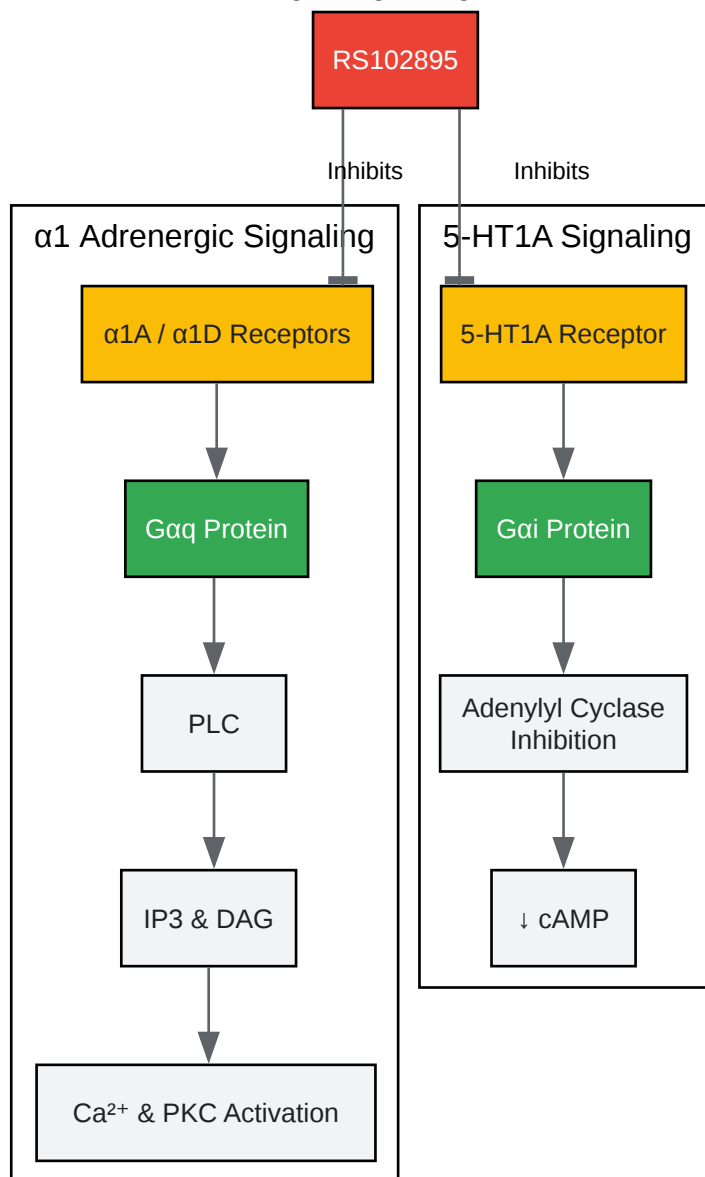 RS102895
Inhibits
Inhibits
α1 Adrenergic Signaling
5-HT1A Signaling
α1A / α1D Receptors
5-HT1A Receptor
Gαq Protein
Gαi Protein
PLC
Adenylyl Cyclase
Inhibition
IP3 & DAG
↓ cAMP
Ca²⁺ & PKC Activation